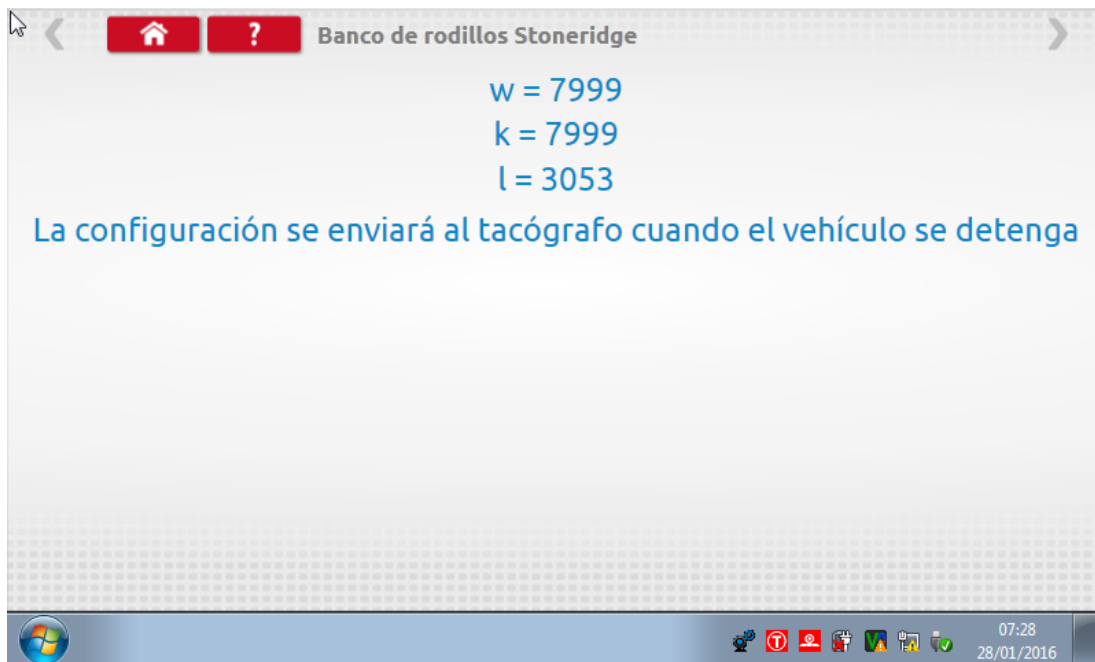 ? Banco de rodillos Stoneridge
w = 7999
k = 7999
l = 3053
La configuración se enviará al tacógrafo cuando el vehículo se detenga
07:28
28/01/2016